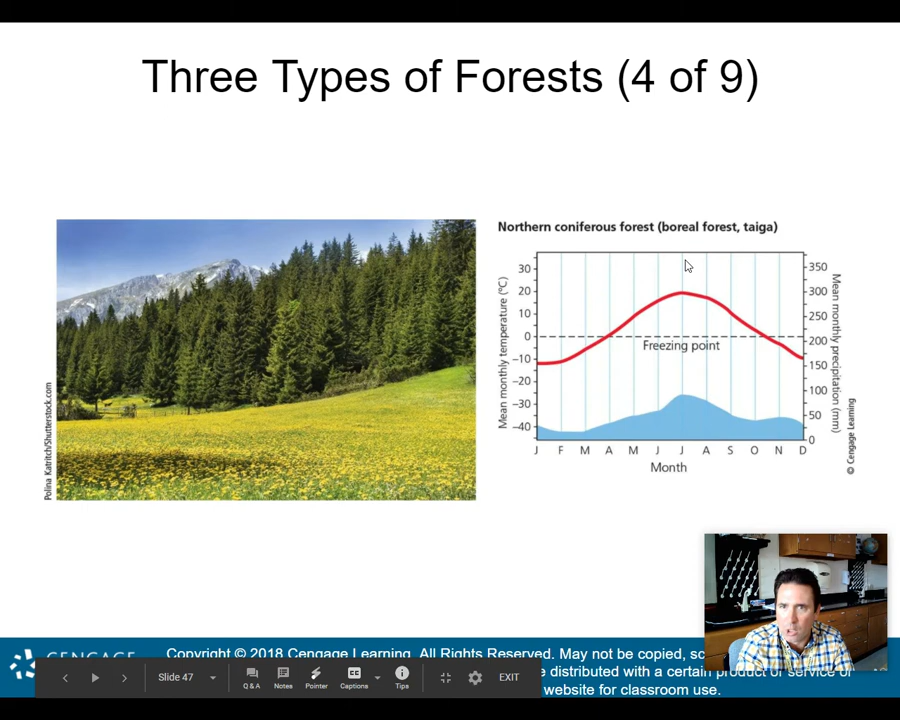 Three Types of Forests (4 of 9)
Polina Katritch/Shutterstock.com
Northern coniferous forest (boreal forest, taiga)
Mean monthly temperature (ºC)
30
20
10
0
−10
−20
−30
−40
Freezing point
350
300
250
200
150
100
50
0
Mean monthly precipitation (mm)
J F M A M J J A S O N D
Month
© Cengage Learning
CENGAGE
Copyright © 2018 Cengage Learning. All Rights Reserved. May not be copied,
distributed with a certain product or service or
website for classroom use.
Slide 47
Q & A
Notes
Pointer
Captions
Tips
EXIT